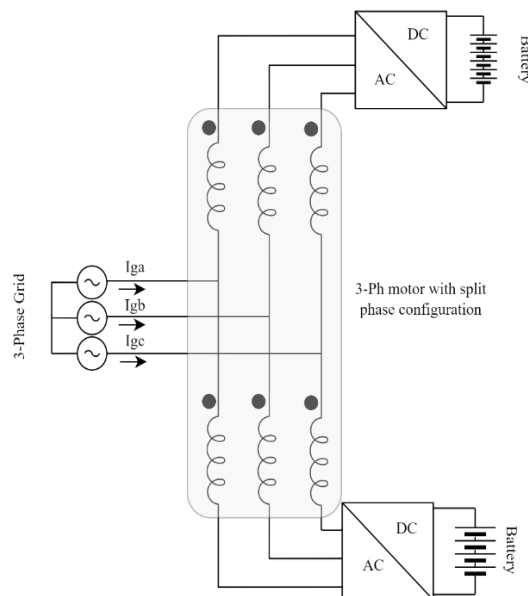 DC
AC
Battery
3-Phase Grid
Iga
Igb
Igc
3-Ph motor with split
phase configuration
DC
AC
Battery